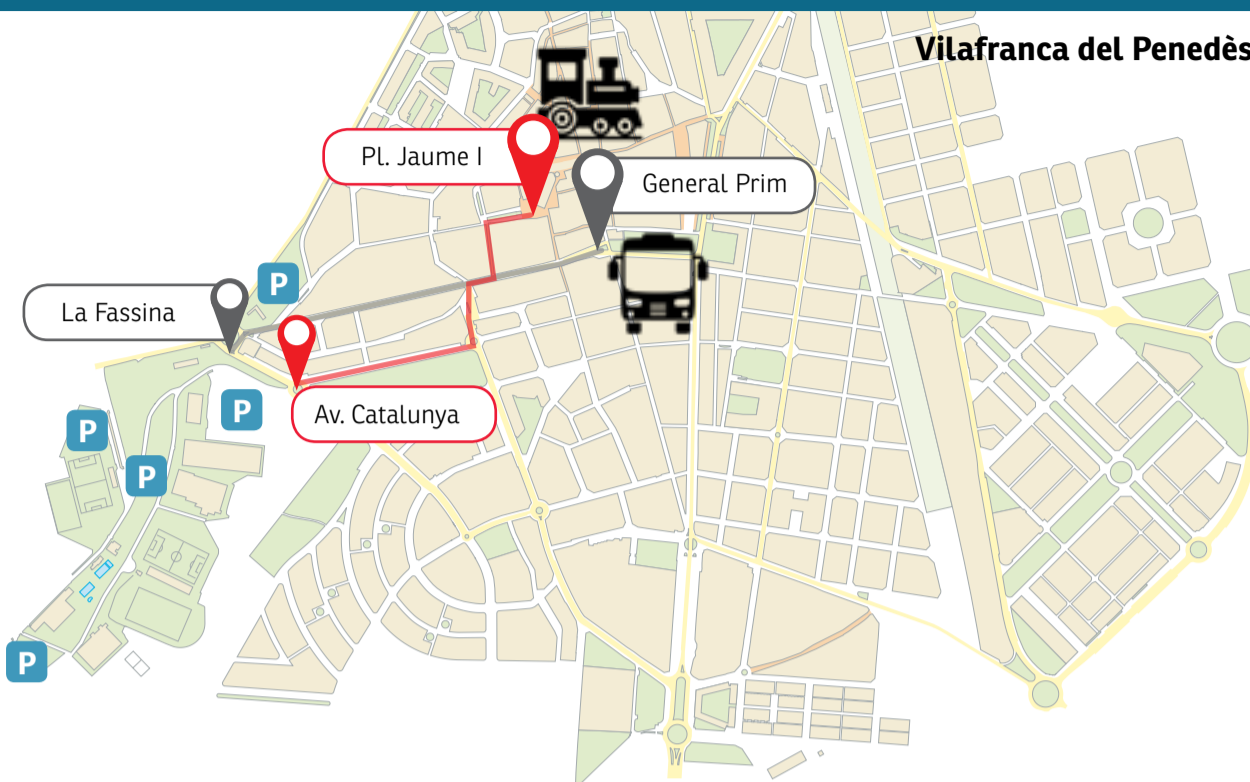 Vilafranca del Penedès
Pl. Jaume I
General Prim
P
La Fassina
Av. Catalunya
P
P
P
P